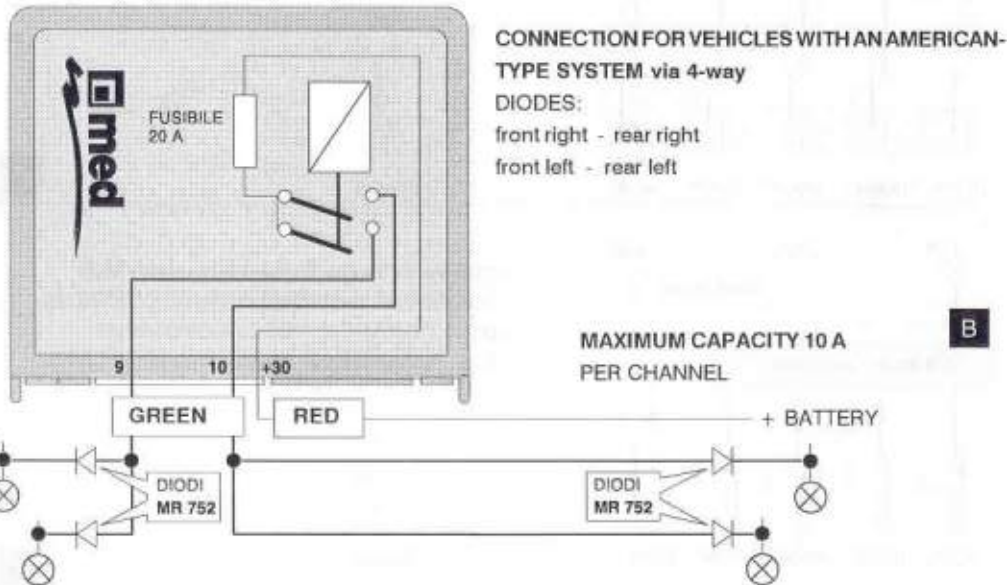 CONNECTION FOR VEHICLES WITH AN AMERICAN-
TYPE SYSTEM via 4-way
DIODES:
front right - rear right
front left - rear left
med
FUSIBILE
20 A
MAXIMUM CAPACITY 10 A
PER CHANNEL
B
9 10 +30
GREEN RED
+ BATTERY
DIODI
MR 752
DIODI
MR 752